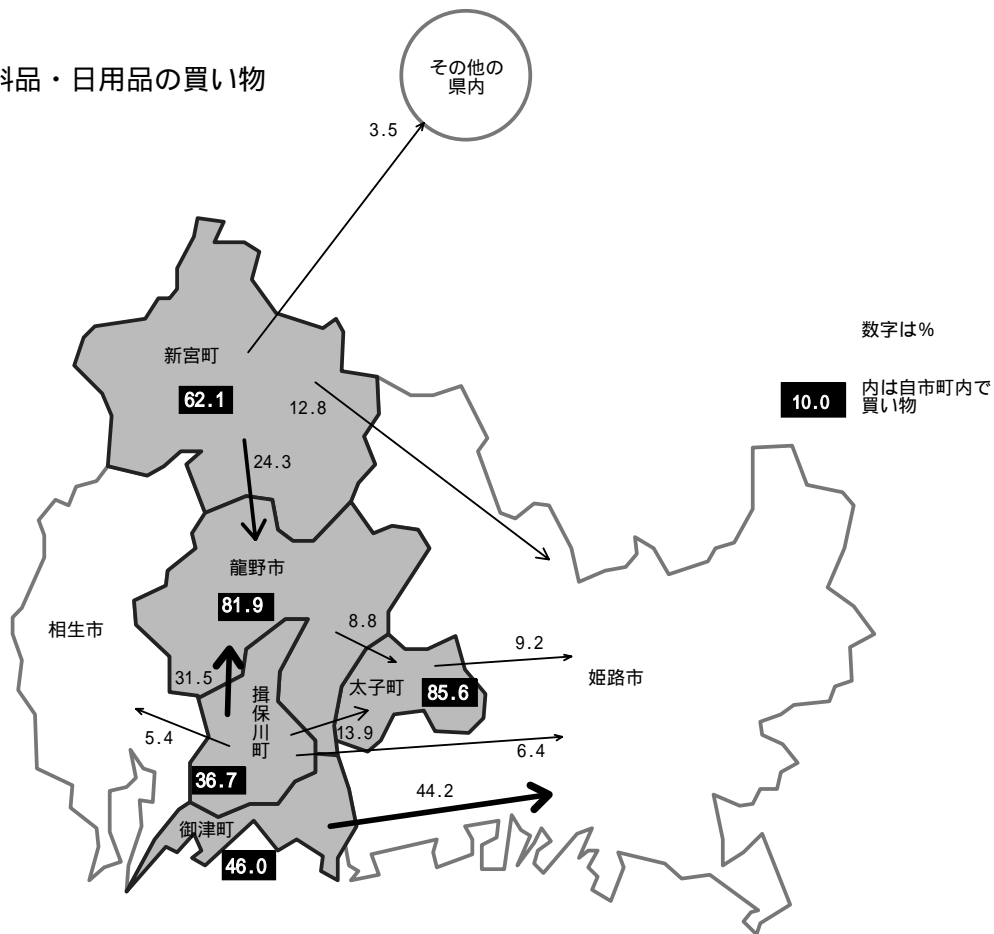 その他の
県内
料品・日用品の買い物
3.5
数字は%
新宮町
62.1
12.8
10.0
内は自市町内で
買い物
24.3
龍野市
81.9
8.8
9.2
相生市
31.5
太子町
85.6
姫路市
揖保川町
13.9
5.4
6.4
36.7
44.2
御津町
46.0